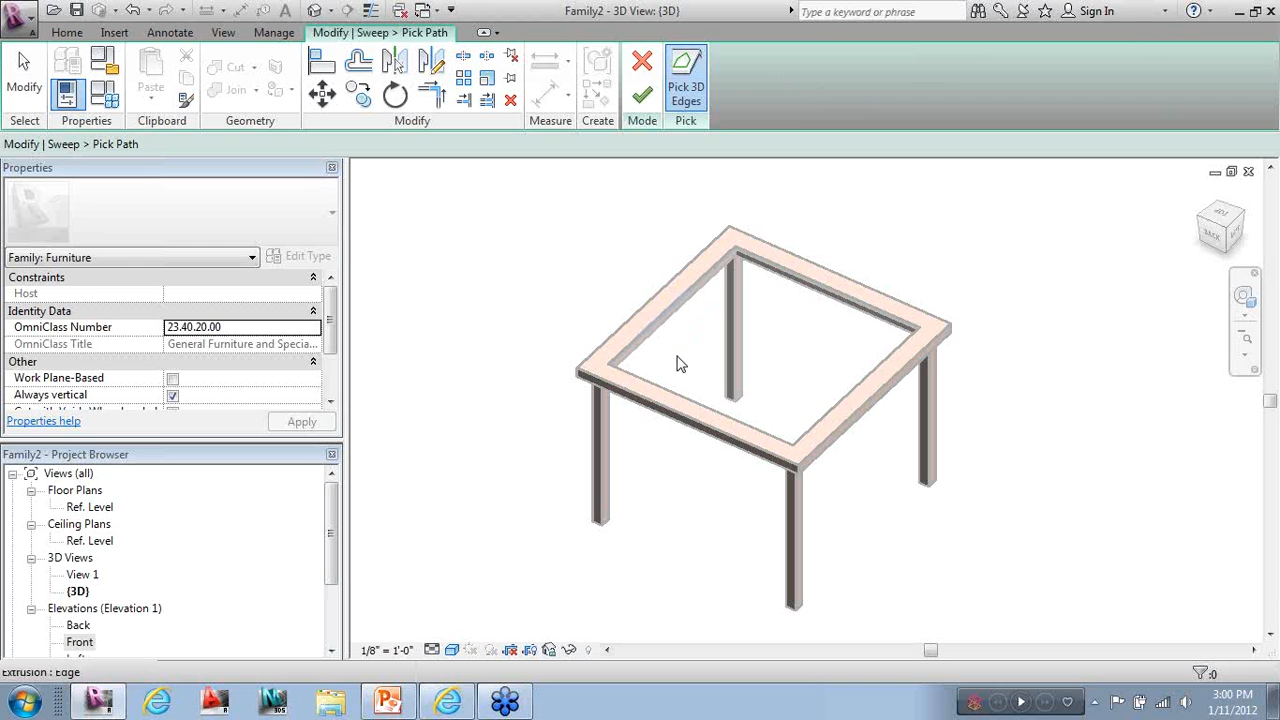 Family2 - 3D View: {3D}
Type a keyword or phrase
Sign In
Home
Insert
Annotate
View
Manage
Modify | Sweep > Pick Path
Modify
Paste
Cut
Join
Pick 3D
Edges
Select
Properties
Clipboard
Geometry
Modify
Measure
Create
Mode
Pick
Modify | Sweep > Pick Path
Properties
Family: Furniture
Edit Type
Constraints
Host
Identity Data
OmniClass Number
23.40.20.00
OmniClass Title
General Furniture and Specia...
Other
Work Plane-Based
Always vertical
Properties help
Apply
Family2 - Project Browser
Views (all)
Floor Plans
Ref. Level
Ceiling Plans
Ref. Level
3D Views
View 1
{3D}
Elevations (Elevation 1)
Back
Front
BACK
1/8" = 1'-0"
Extrusion : Edge
:0
3:00 PM
1/11/2012